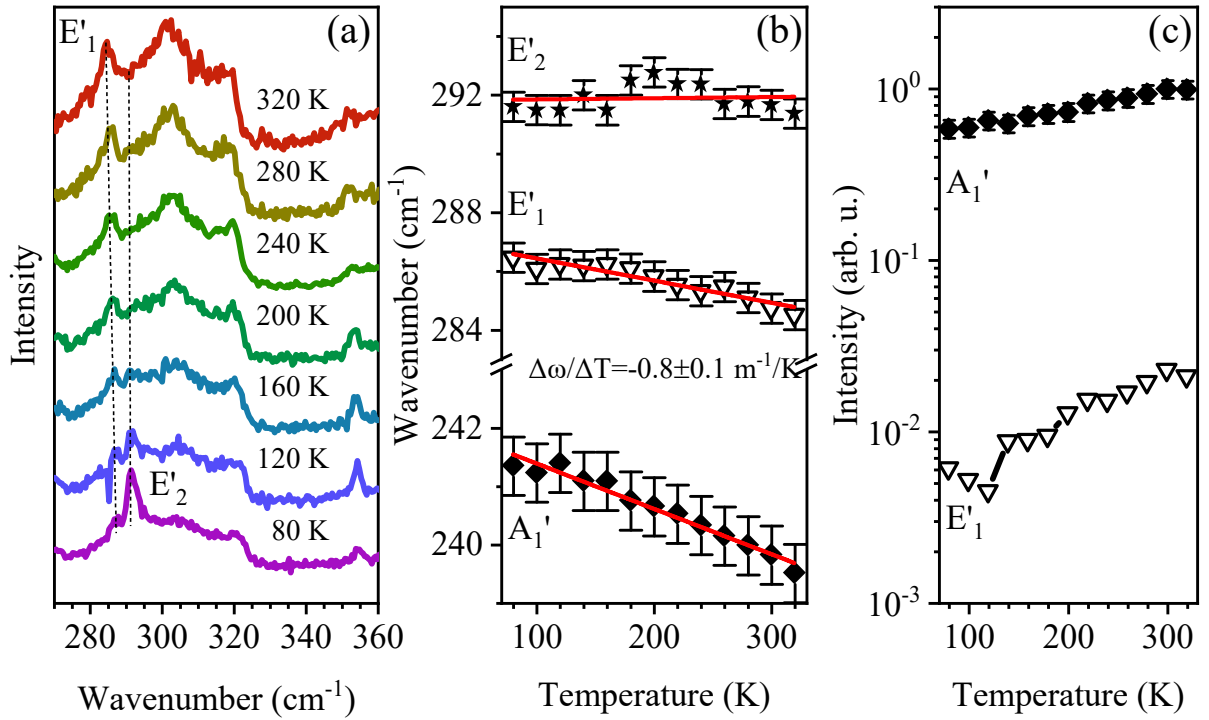 (a)
E'₁
320 K
280 K
240 K
200 K
160 K
120 K
E'₂
80 K
Intensity
280 300 320 340 360
Wavenumber (cm⁻¹)
(b)
E'₂
292
E'₁
288
284
Δω/ΔT=-0.8±0.1 m⁻¹/K
242
A₁'
240
Wavenumber (cm⁻¹)
100 200 300
Temperature (K)
(c)
10⁰
A₁'
10⁻¹
10⁻²
E'₁
10⁻³
Intensity (arb. u.)
100 200 300
Temperature (K)